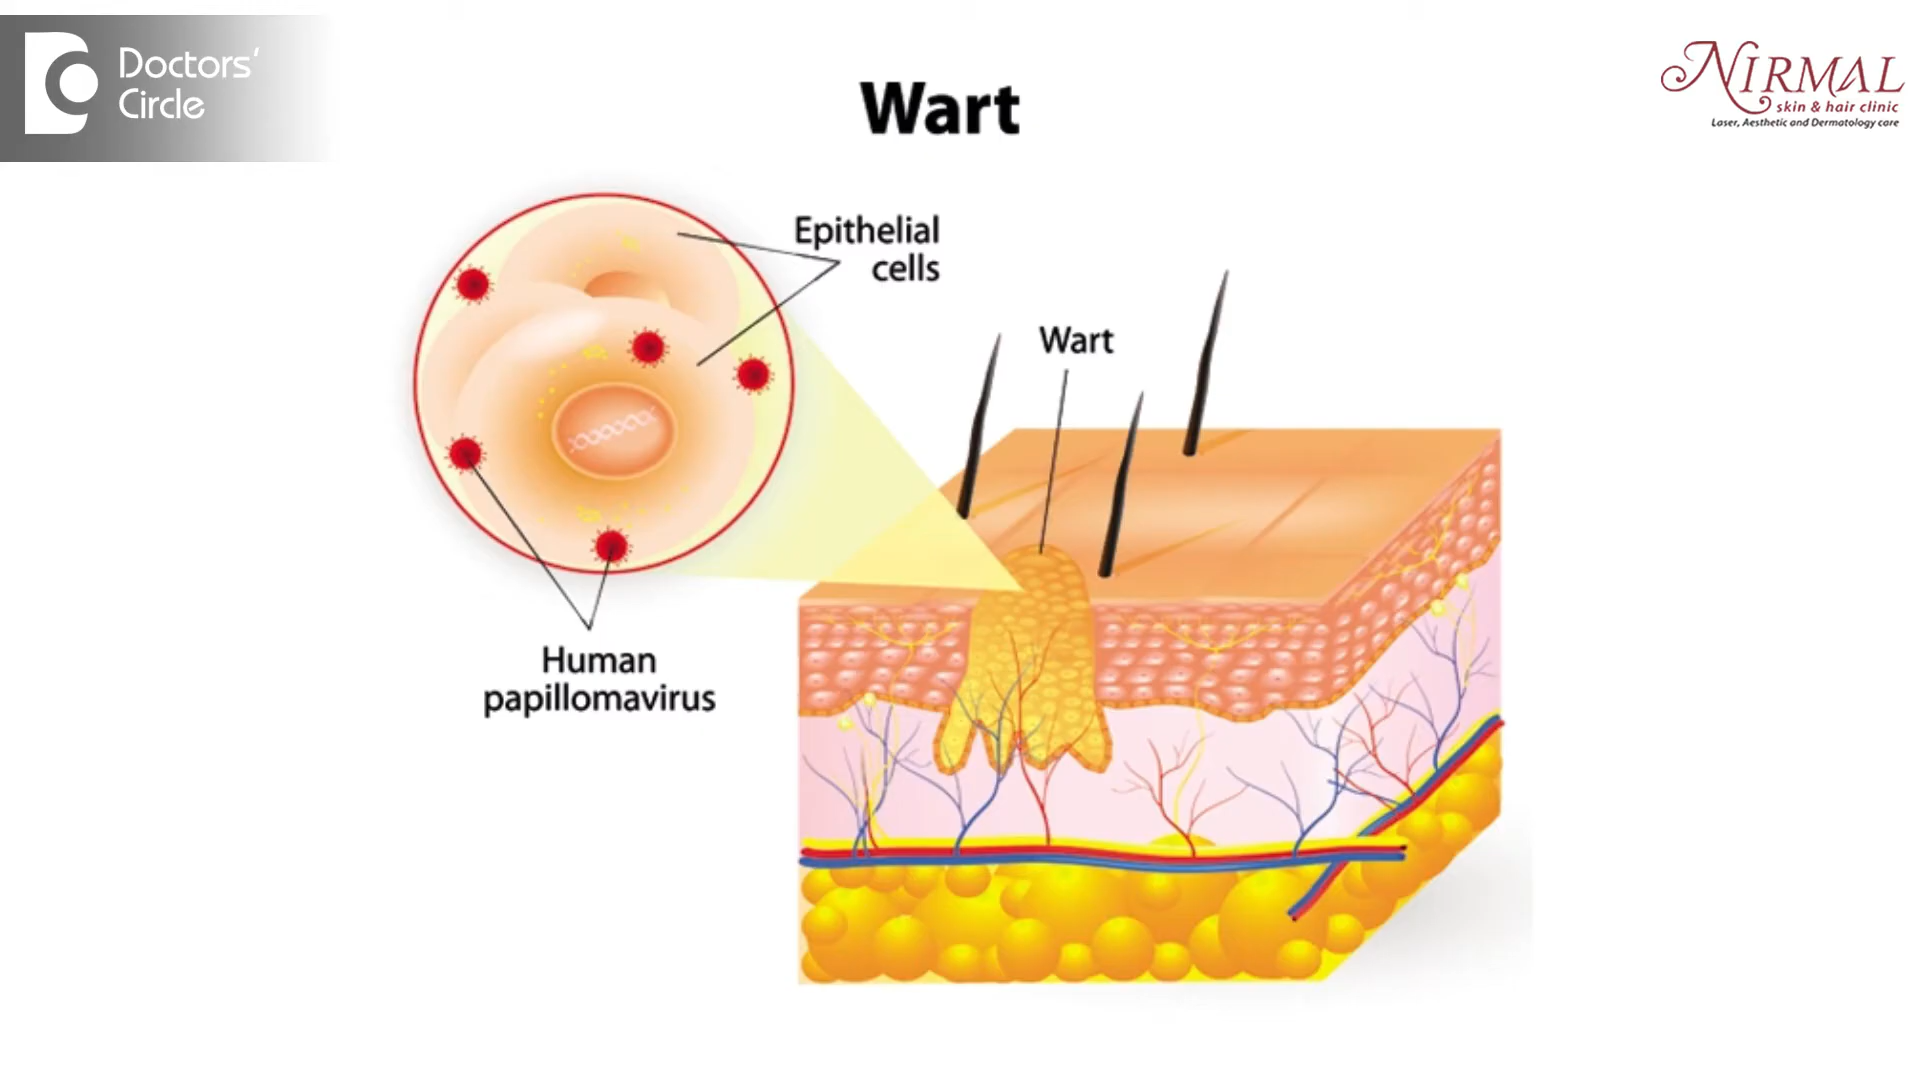 Doctors'
Circle
NIRMAL
skin & hair clinic
Laser, Aesthetic and Dermatology care
Wart
Epithelial
cells
Wart
Human
papillomavirus